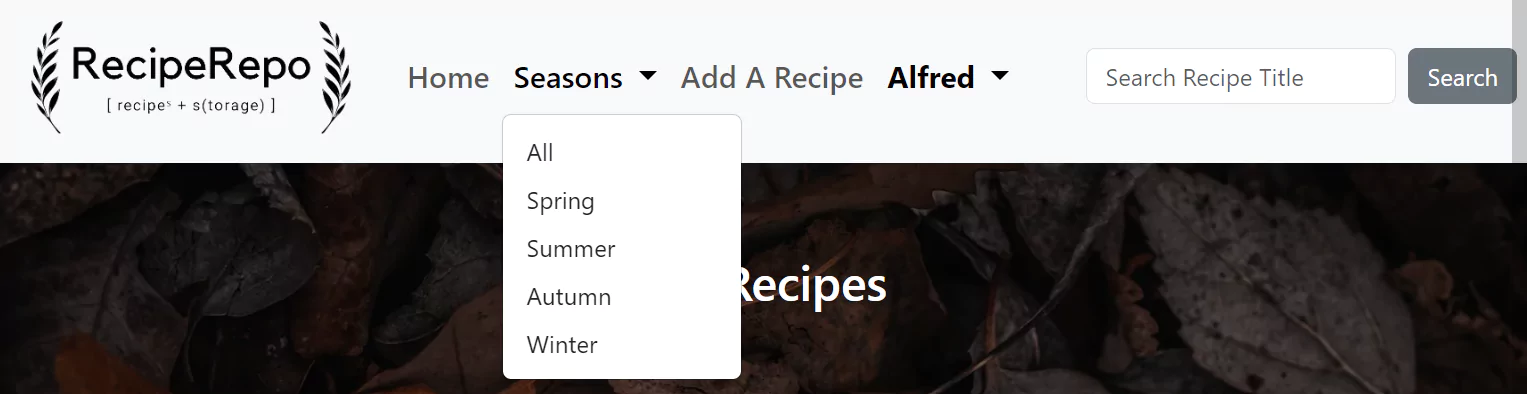 RecipeRepo
[ recipeˢ + s(torage) ]
Home Seasons Add A Recipe Alfred Search Recipe Title Search
All
Spring
Summer
Autumn
Winter
Recipes